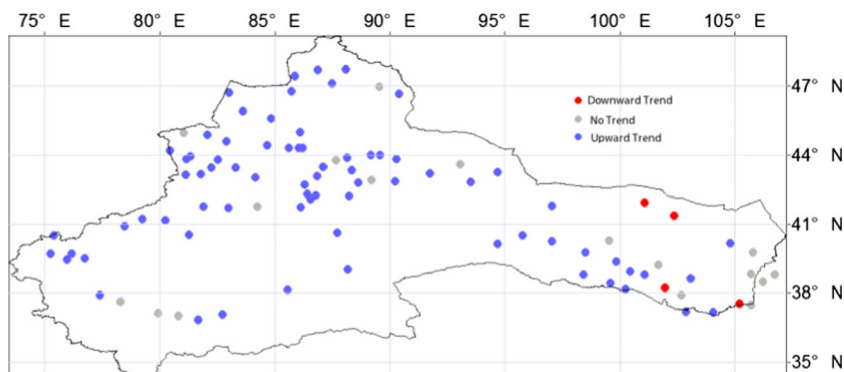 75° E 80° E 85° E 90° E 95° E 100° E 105° E
47° N
Downward Trend
No Trend
Upward Trend
44° N
41° N
38° N
35° N